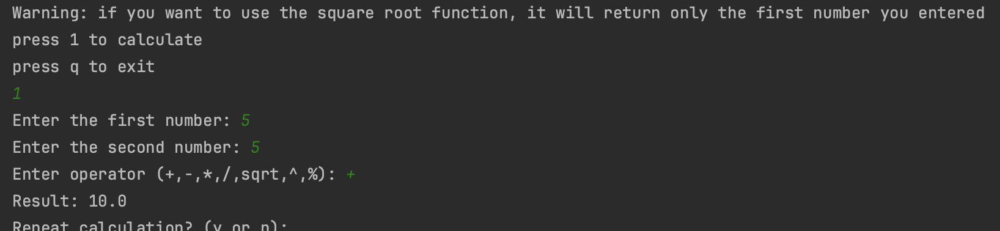 Warning: if you want to use the square root function, it will return only the first number you entered
press 1 to calculate
press q to exit
1
Enter the first number: 5
Enter the second number: 5
Enter operator (+,-,*,/,sqrt,^,%): +
Result: 10.0
Repeat calculation? (y or n):